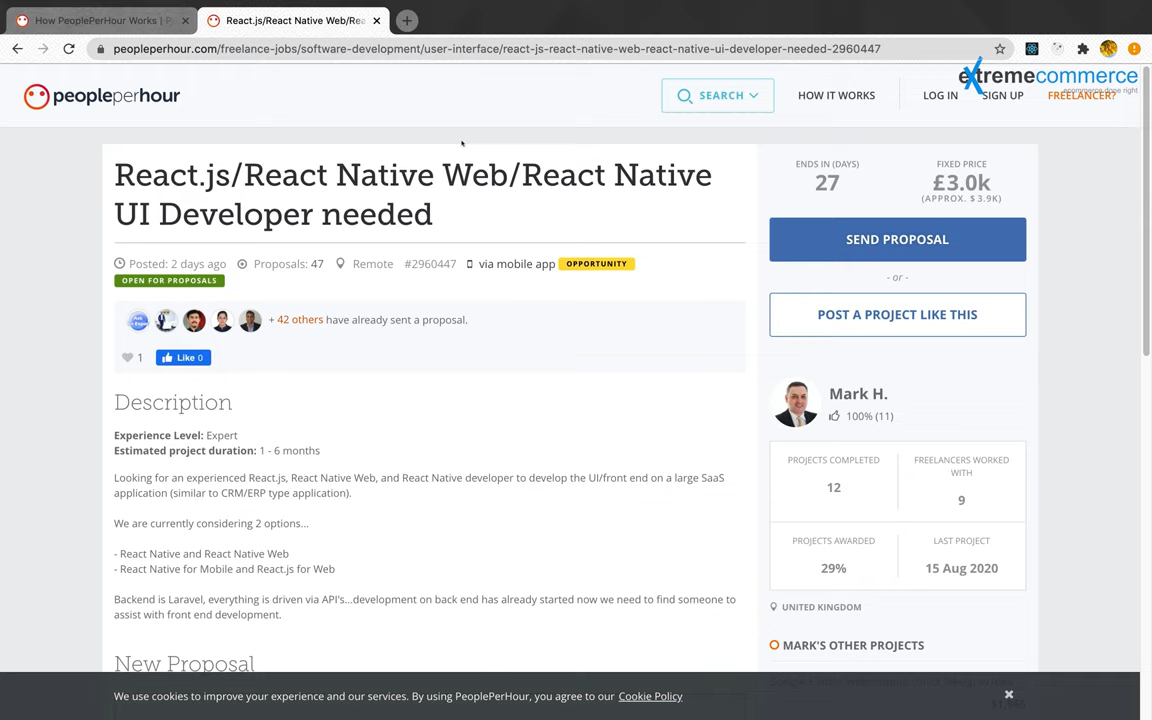 How PeoplePerHour Works | P
React.js/React Native Web/Rea
peopleperhour.com/freelance-jobs/software-development/user-interface/react-js-react-native-web-react-native-ui-developer-needed-2960447
peopleperhour
SEARCH
HOW IT WORKS
LOG IN
SIGN UP
FREELANCER?
extremecommerce
ecommerce done right
React.js/React Native Web/React Native
UI Developer needed
Posted: 2 days ago
Proposals: 47
Remote
#2960447
via mobile app
OPPORTUNITY
OPEN FOR PROPOSALS
+ 42 others have already sent a proposal.
1
Like 0
Description
Experience Level: Expert
Estimated project duration: 1 - 6 months
Looking for an experienced React.js, React Native Web, and React Native developer to develop the UI/front end on a large SaaS
application (similar to CRM/ERP type application).
We are currently considering 2 options...
- React Native and React Native Web
- React Native for Mobile and React.js for Web
Backend is Laravel, everything is driven via API's...development on back end has already started now we need to find someone to
assist with front end development.
New Proposal
ENDS IN (DAYS)
27
FIXED PRICE
£3.0k
(APPROX. $3.9K)
SEND PROPOSAL
- or -
POST A PROJECT LIKE THIS
Mark H.
100% (11)
PROJECTS COMPLETED
12
FREELANCERS WORKED
WITH
9
PROJECTS AWARDED
29%
LAST PROJECT
15 Aug 2020
UNITED KINGDOM
MARK'S OTHER PROJECTS
We use cookies to improve your experience and our services. By using PeoplePerHour, you agree to our Cookie Policy